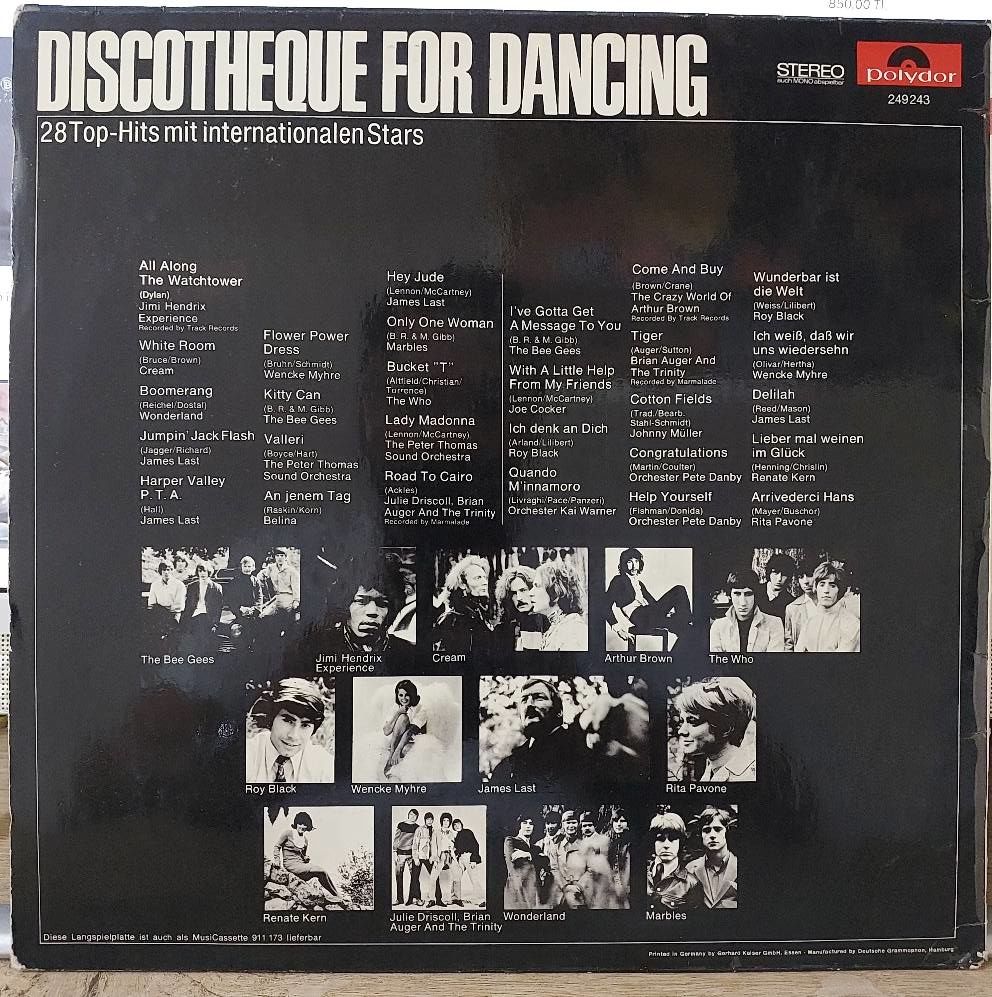 850.00 Tl
DISCOTHEQUE FOR DANCING
STEREO
auch MONO abspielbar
polydor
249243
28 Top-Hits mit internationalen Stars
All Along
The Watchtower
(Dylan)
Jimi Hendrix
Experience
Recorded by Track Records
White Room
(Bruce/Brown)
Cream
Boomerang
(Reichel/Dostal)
Wonderland
Jumpin' Jack Flash
(Jagger/Richard)
James Last
Harper Valley
P. T. A.
(Hall)
James Last
Flower Power
Dress
(Bruhn/Schmidt)
Wencke Myhre
Kitty Can
(B. R. & M. Gibb)
The Bee Gees
Valleri
(Boyce/Hart)
The Peter Thomas
Sound Orchestra
An jenem Tag
(Raskin/Korn)
Belina
Hey Jude
(Lennon/McCartney)
James Last
Only One Woman
(B. R. & M. Gibb)
Marbles
Bucket "T"
(Altfield/Christian/
Torrence)
The Who
Lady Madonna
(Lennon/McCartney)
The Peter Thomas
Sound Orchestra
Road To Cairo
(Ackles)
Julie Driscoll, Brian
Auger And The Trinity
Recorded by Marmalade
I've Gotta Get
A Message To You
(B. R. & M. Gibb)
The Bee Gees
With A Little Help
From My Friends
(Lennon/McCartney)
Joe Cocker
Ich denk an Dich
(Arland/Lilibert)
Roy Black
Quando
M'innamoro
(Livraghi/Pace/Panzeri)
Orchester Kai Warner
Come And Buy
(Brown/Crane)
The Crazy World Of
Arthur Brown
Recorded By Track Records
Tiger
(Auger/Sutton)
Brian Auger And
The Trinity
Recorded by Marmalade
Cotton Fields
(Trad./Bearb.
Stahl-Schmidt)
Johnny Müller
Congratulations
(Martin/Coulter)
Orchester Pete Danby
Help Yourself
(Fishman/Donida)
Orchester Pete Danby
Wunderbar ist
die Welt
(Weiss/Lilibert)
Roy Black
Ich weiß, daß wir
uns wiedersehn
(Olivar/Hertha)
Wencke Myhre
Delilah
(Reed/Mason)
James Last
Lieber mal weinen
im Glück
(Henning/Chrislin)
Renate Kern
Arrivederci Hans
(Mayer/Buschor)
Rita Pavone
The Bee Gees
Jimi Hendrix
Experience
Cream
Arthur Brown
The Who
Roy Black
Wencke Myhre
James Last
Rita Pavone
Renate Kern
Julie Driscoll, Brian
Auger And The Trinity
Wonderland
Marbles
Diese Langspielplatte ist auch als MusiCassette 911 173 lieferbar
Printed in Germany by Gerhard Kaiser GmbH, Essen · Manufactured by Deutsche Grammophon, Hamburg